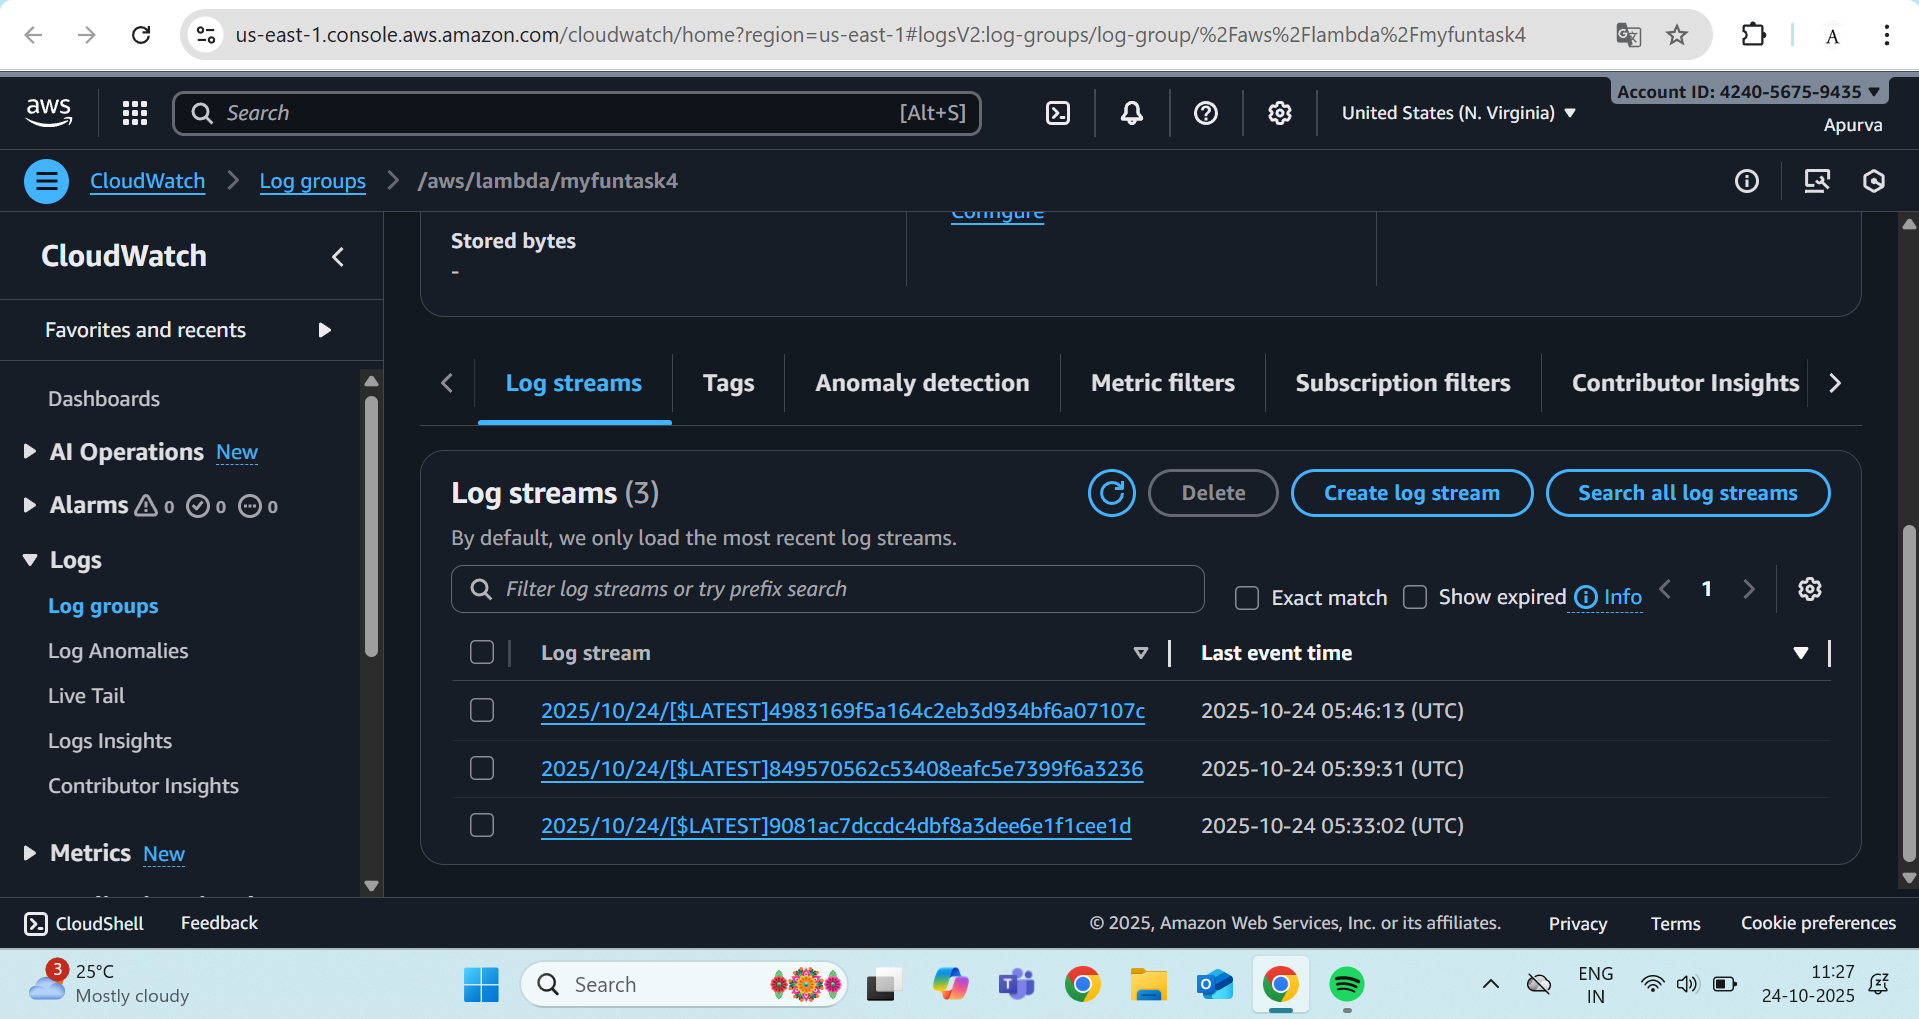 us-east-1.console.aws.amazon.com/cloudwatch/home?region=us-east-1#logsV2:log-groups/log-group/%2Faws%2Flambda%2Fmyfuntask4
A
aws
Search
[Alt+S]
United States (N. Virginia)
Account ID: 4240-5675-9435
Apurva
CloudWatch
Log groups
/aws/lambda/myfuntask4
CloudWatch
Favorites and recents
Dashboards
AI Operations New
Alarms 0 0 0
Logs
Log groups
Log Anomalies
Live Tail
Logs Insights
Contributor Insights
Metrics New
Configure
Stored bytes
-
Log streams
Tags
Anomaly detection
Metric filters
Subscription filters
Contributor Insights
Log streams (3)
Delete
Create log stream
Search all log streams
By default, we only load the most recent log streams.
Filter log streams or try prefix search
Exact match
Show expired
Info
1
Log stream
Last event time
2025/10/24/[$LATEST]4983169f5a164c2eb3d934bf6a07107c
2025-10-24 05:46:13 (UTC)
2025/10/24/[$LATEST]849570562c53408eafc5e7399f6a3236
2025-10-24 05:39:31 (UTC)
2025/10/24/[$LATEST]9081ac7dccdc4dbf8a3dee6e1f1cee1d
2025-10-24 05:33:02 (UTC)
CloudShell
Feedback
© 2025, Amazon Web Services, Inc. or its affiliates.
Privacy
Terms
Cookie preferences
3
25°C
Mostly cloudy
Search
ENG
IN
11:27
24-10-2025